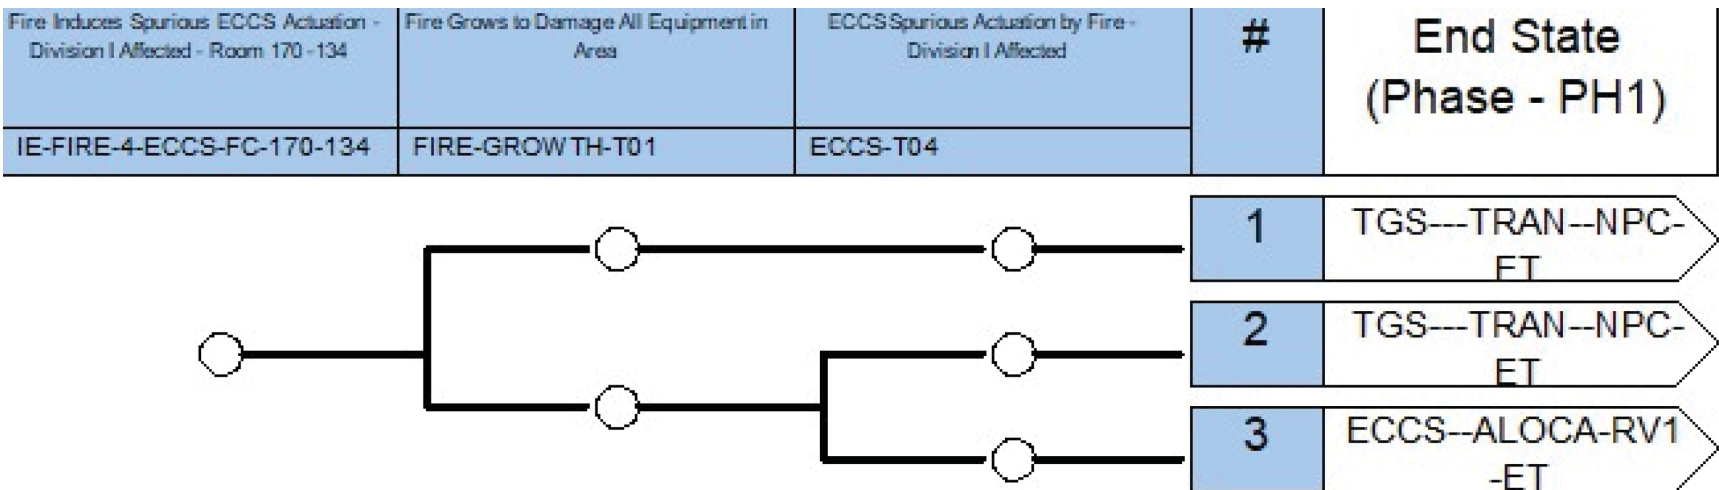 Fire Induces Spurious ECCS Actuation -
Division I Affected - Room 170-134
Fire Grows to Damage All Equipment in
Area
ECCS Spurious Actuation by Fire -
Division I Affected
#
End State
(Phase - PH1)
IE-FIRE-4-ECCS-FC-170-134
FIRE-GROWTH-T01
ECCS-T04
1
TGS---TRAN--NPC-
ET
2
TGS---TRAN--NPC-
ET
3
ECCS--ALOCA-RV1
-ET